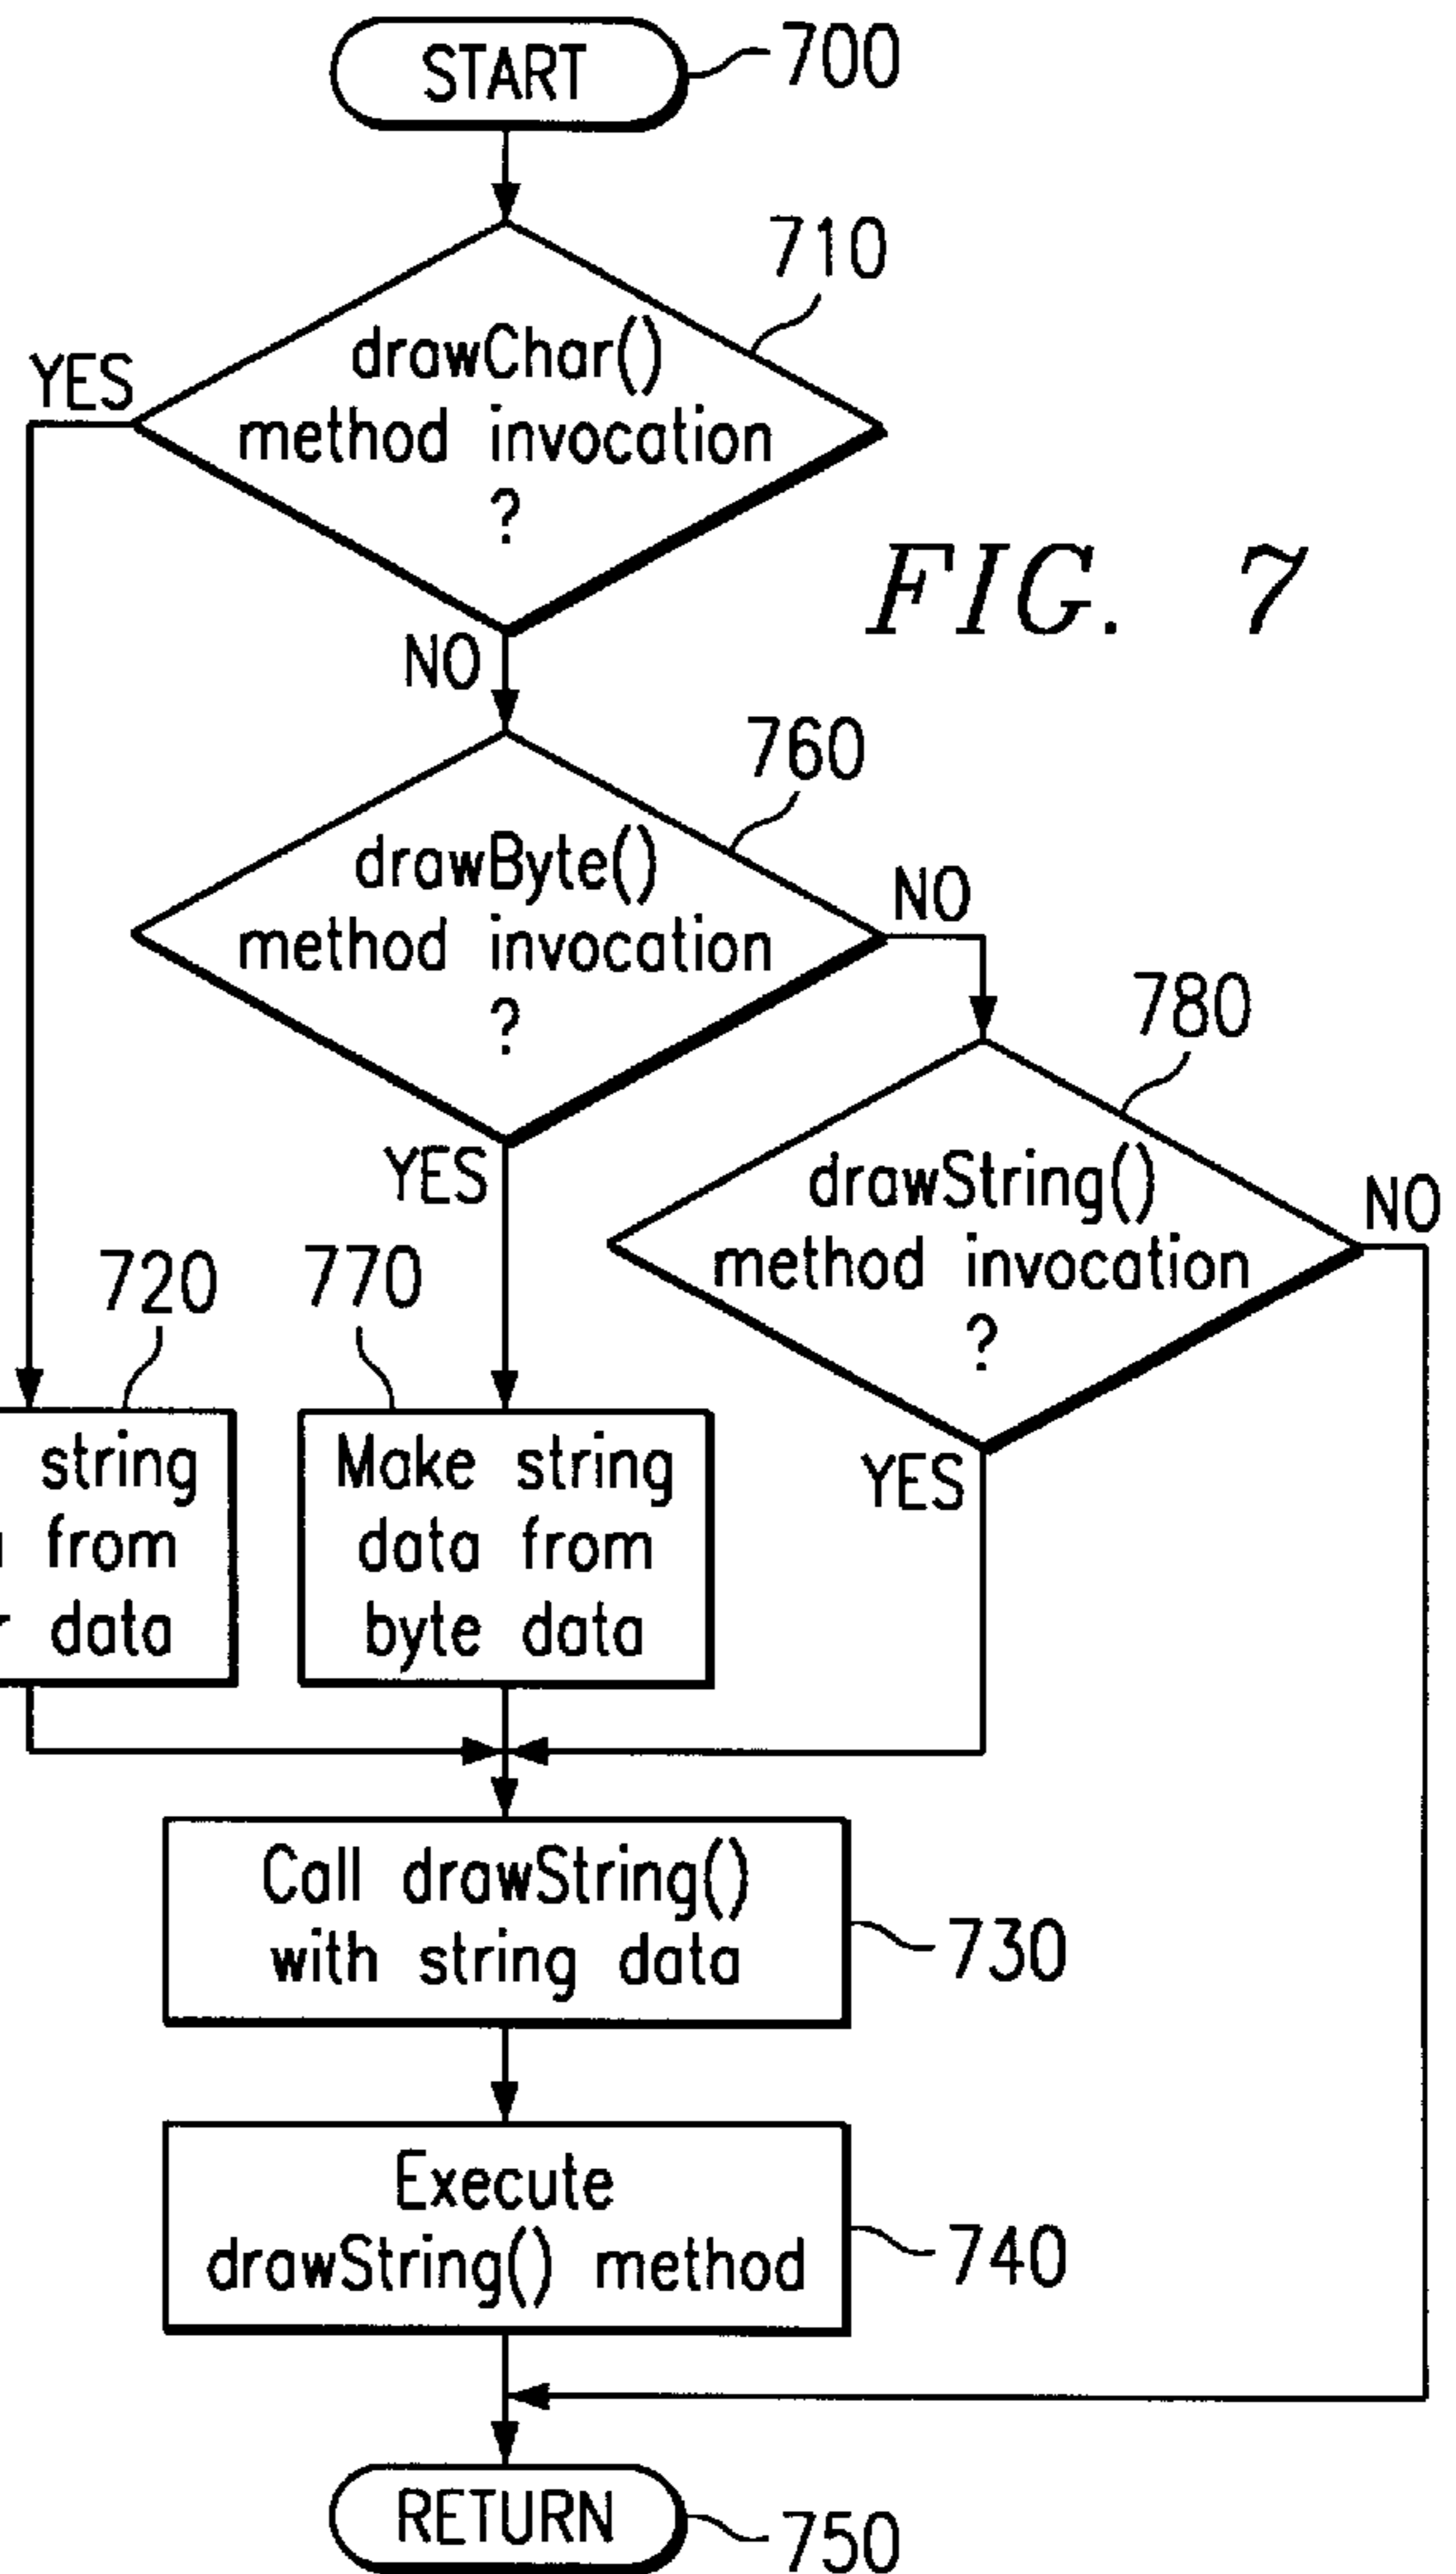 START
700
710
drawChar()
method invocation
?
YES
NO
FIG. 7
760
drawByte()
method invocation
?
NO
YES
780
drawString()
method invocation
?
NO
YES
720
string
from
data
770
Make string
data from
byte data
Call drawString()
with string data
730
Execute
drawString() method
740
RETURN
750